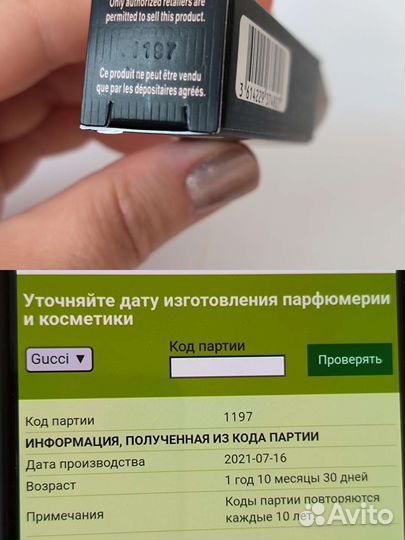 Only authorized retailers are
permitted to sell this product.
1197
Ce produit ne peut être vendu
que par les dépositaires agréés.
Уточняйте дату изготовления парфюмерии
и косметики
Gucci ▼
Код партии
Проверять
Код партии 1197
ИНФОРМАЦИЯ, ПОЛУЧЕННАЯ ИЗ КОДА ПАРТИИ
Дата производства 2021-07-16
Возраст 1 год 10 месяцы 30 дней
Примечания Коды партии повторяются
каждые 10 лет.
Avito